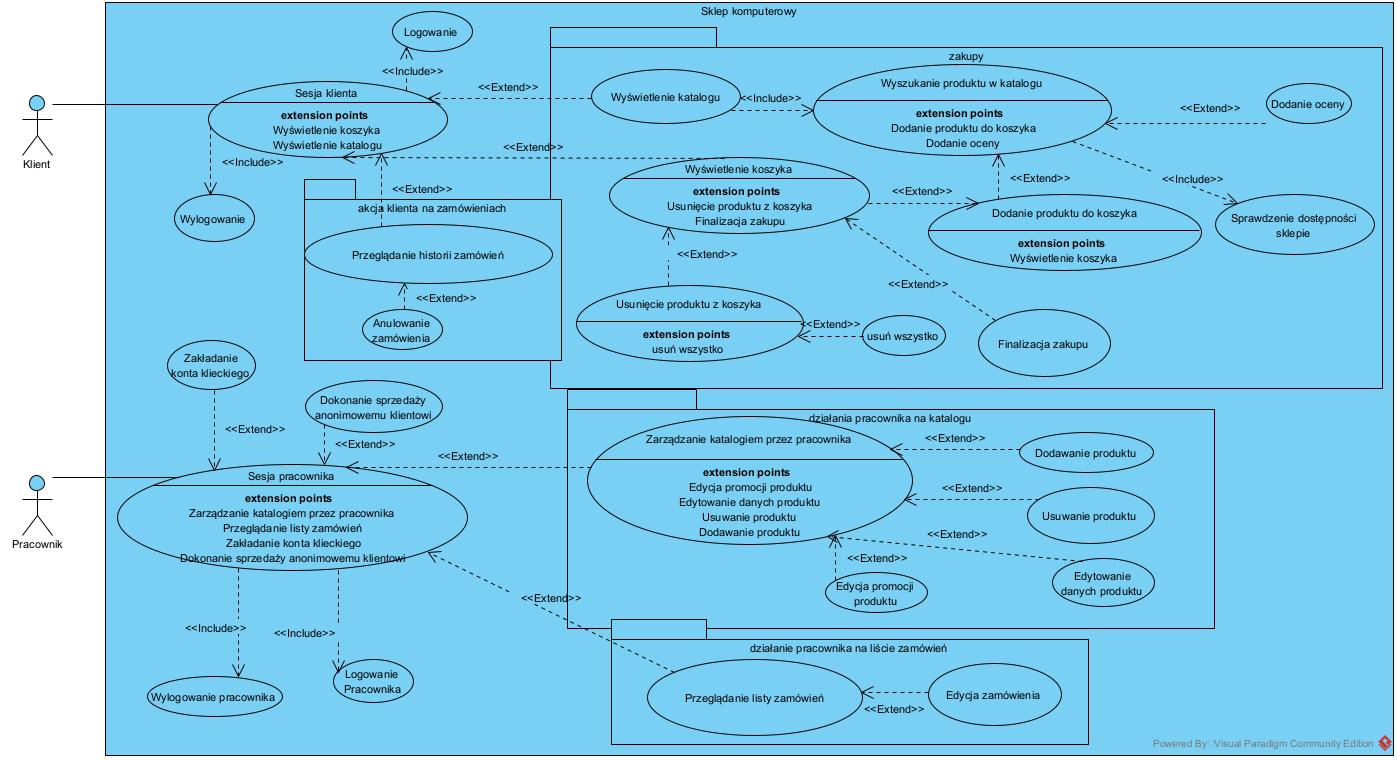 Sklep komputerowy
Logowanie
<<Include>>
Sesja klienta
extension points
Wyświetlenie koszyka
Wyświetlenie katalogu
<<Extend>>
Klient
<<Include>>
Wylogowanie
<<Extend>>
<<Extend>>
akcja klienta na zamówieniach
Przeglądanie historii zamówień
<<Extend>>
Anulowanie
zamówienia
zakupy
Wyświetlenie katalogu
<<Include>>
Wyszukanie produktu w katalogu
extension points
Dodanie produktu do koszyka
Dodanie oceny
<<Extend>>
Dodanie oceny
Wyświetlenie koszyka
extension points
Usunięcie produktu z koszyka
Finalizacja zakupu
<<Extend>>
<<Extend>>
<<Include>>
Dodanie produktu do koszyka
extension points
Wyświetlenie koszyka
Sprawdzenie dostępności
sklepie
<<Extend>>
<<Extend>>
Usunięcie produktu z koszyka
extension points
usuń wszystko
<<Extend>>
usuń wszystko
Finalizacja zakupu
Zakładanie
konta klieckiego
<<Extend>>
Dokonanie sprzedaży
anonimowemu klientowi
<<Extend>>
<<Extend>>
Pracownik
Sesja pracownika
extension points
Zarządzanie katalogiem przez pracownika
Przeglądanie listy zamówień
Zakładanie konta klieckiego
Dokonanie sprzedaży anonimowemu klientowi
<<Include>>
<<Include>>
Wylogowanie pracownika
Logowanie
Pracownika
<<Extend>>
działania pracownika na katalogu
Zarządzanie katalogiem przez pracownika
extension points
Edycja promocji produktu
Edytowanie danych produktu
Usuwanie produktu
Dodawanie produktu
<<Extend>>
Dodawanie produktu
<<Extend>>
Usuwanie produktu
<<Extend>>
Edytowanie
danych produktu
<<Extend>>
Edycja promocji
produktu
działanie pracownika na liście zamówień
Przeglądanie listy zamówień
<<Extend>>
Edycja zamówienia
Powered By: Visual Paradigm Community Edition